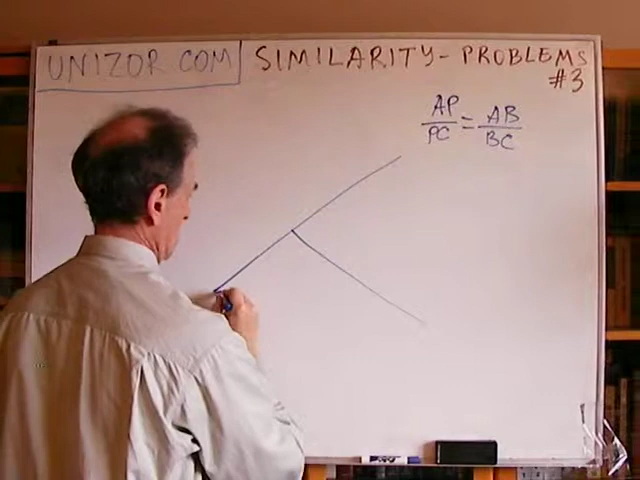 UNIZOR.COM
SIMILARITY - PROBLEMS
#3
AP/PC = AB/BC